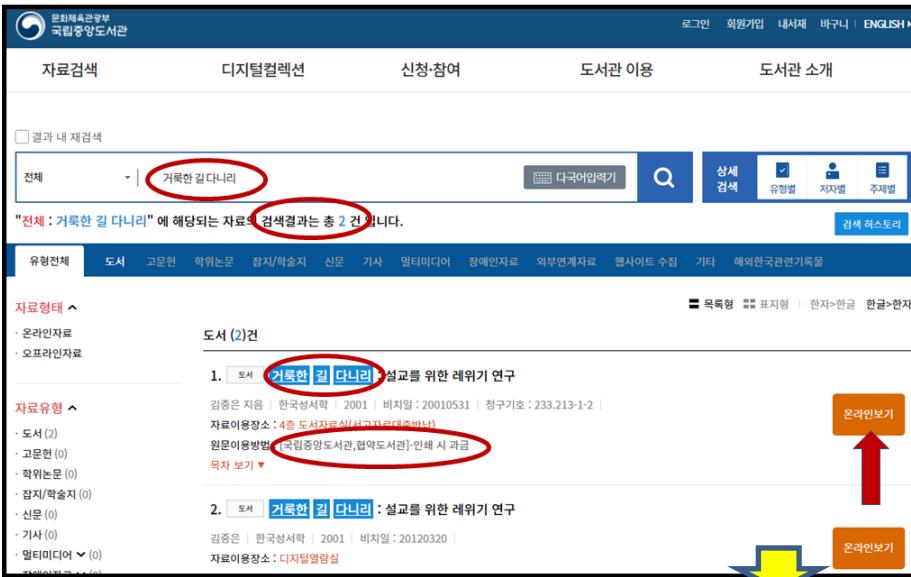 문화체육관광부
국립중앙도서관
로그인 회원가입 내서재 바구니 ENGLISH
자료검색 디지털컬렉션 신청·참여 도서관 이용 도서관 소개
결과 내 재검색
전체 거룩한 길 다니리 다국어입력기 상세 검색 유형별 저자별 주제별
"전체 : 거룩한 길 다니리" 에 해당되는 자료의 검색결과는 총 2 건 입니다.
검색 히스토리
유형전체 도서 고문헌 학위논문 잡지/학술지 신문 기사 멀티미디어 장애인자료 외부연계자료 웹사이트 수집 기타 해외한국관련기록물
자료형태
목록형 표지형 한자>한글 한글>한자
· 온라인자료
· 오프라인자료
도서 (2)건
1. 도서 거룩한 길 다니리 : 설교를 위한 레위기 연구
김중은 지음 | 한국성서학 | 2001 | 비치일 : 20010531 | 청구기호 : 233.213-1-2
자료이용장소 : 4층 도서자료실(서고자료대출반납)
원문이용방법 : [국립중앙도서관,협약도서관]-인쇄 시 과금
목차 보기 ▼
온라인보기
자료유형
· 도서 (2)
· 고문헌 (0)
· 학위논문 (0)
· 잡지/학술지 (0)
· 신문 (0)
· 기사 (0)
· 멀티미디어 (0)
2. 도서 거룩한 길 다니리 : 설교를 위한 레위기 연구
김중은 | 한국성서학 | 2001 | 비치일 : 20120320
자료이용장소 : 디지털열람실
온라인보기